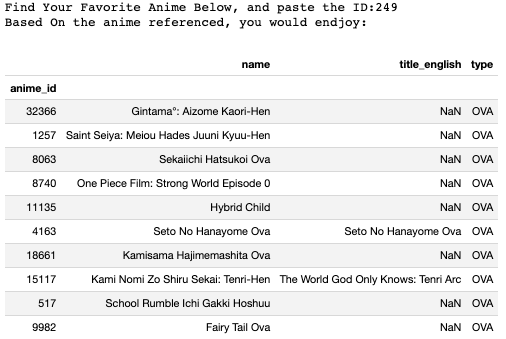 Find Your Favorite Anime Below, and paste the ID:249
Based On the anime referenced, you would endjoy:
name title_english type
anime_id
32366 Gintama°: Aizome Kaori-Hen NaN OVA
1257 Saint Seiya: Meiou Hades Juuni Kyuu-Hen NaN OVA
8063 Sekaiichi Hatsukoi Ova NaN OVA
8740 One Piece Film: Strong World Episode 0 NaN OVA
11135 Hybrid Child NaN OVA
4163 Seto No Hanayome Ova Seto No Hanayome Ova OVA
18661 Kamisama Hajimemashita Ova NaN OVA
15117 Kami Nomi Zo Shiru Sekai: Tenri-Hen The World God Only Knows: Tenri Arc OVA
517 School Rumble Ichi Gakki Hoshuu NaN OVA
9982 Fairy Tail Ova NaN OVA